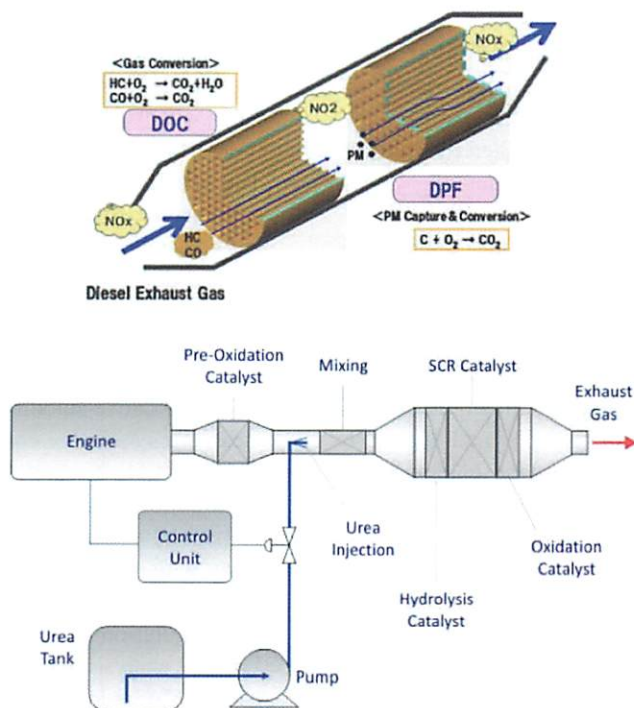 <Gas Conversion>
HC+O₂ → CO₂+H₂O
CO+O₂ → CO₂
DOC
NOx
NO2
PM
DPF
<PM Capture & Conversion>
C + O₂ → CO₂
NOx
HC
CO
Diesel Exhaust Gas
Pre-Oxidation
Catalyst
Mixing
SCR Catalyst
Exhaust
Gas
Engine
Control
Unit
Urea
Injection
Oxidation
Catalyst
Hydrolysis
Catalyst
Urea
Tank
Pump